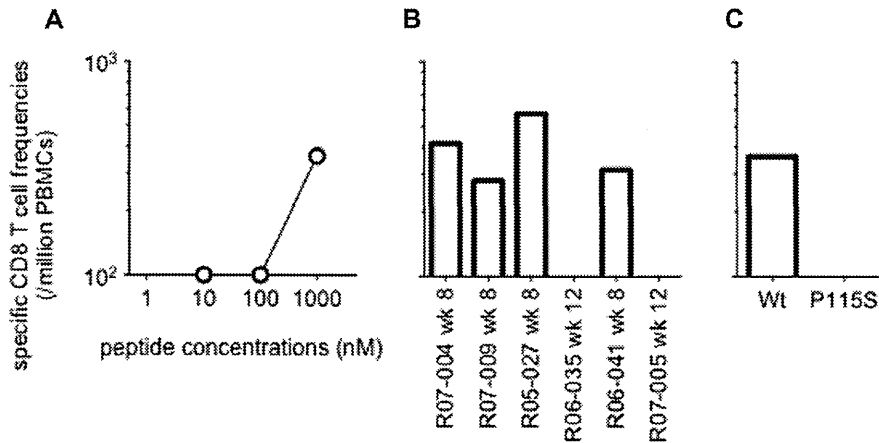 A
B
C
specific CD8 T cell frequencies
(/million PBMCs)
10³
10²
1 10 100 1000
peptide concentrations (nM)
R07-004 wk 8
R07-009 wk 8
R05-027 wk 8
R06-035 wk 12
R06-041 wk 8
R07-005 wk 12
Wt P115S